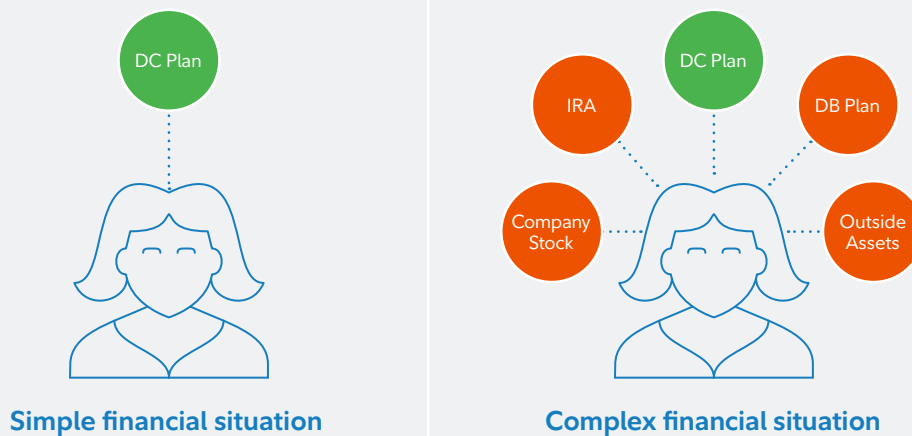 DC Plan
Simple financial situation
DC Plan
IRA
DB Plan
Company
Stock
Outside
Assets
Complex financial situation